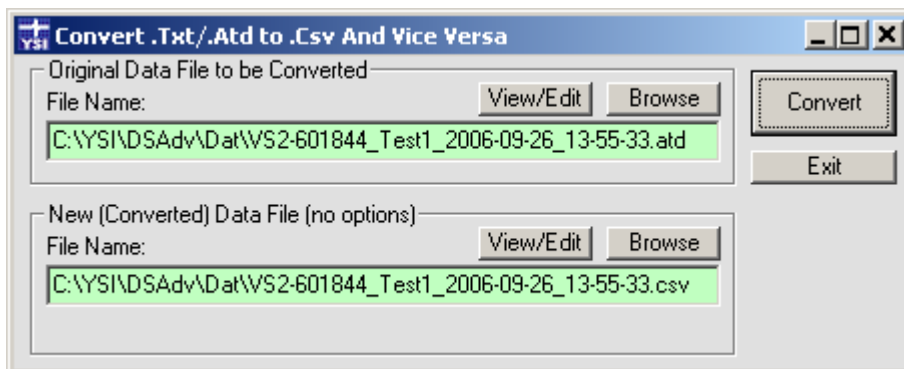 YSI Convert .Txt/.Atd to .Csv And Vice Versa
Original Data File to be Converted
File Name: View/Edit Browse
C:\YSI\DSAdv\Dat\VS2-601844_Test1_2006-09-26_13-55-33.atd
Convert
Exit
New (Converted) Data File (no options)
File Name: View/Edit Browse
C:\YSI\DSAdv\Dat\VS2-601844_Test1_2006-09-26_13-55-33.csv